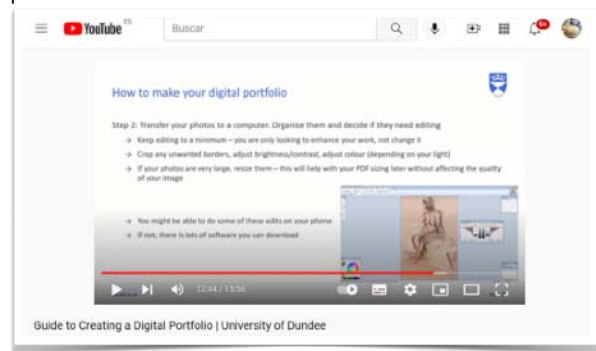 YouTube ES
Buscar
9+
How to make your digital portfolio
Step 2: Transfer your photos to a computer. Organise them and decide if they need editing
→ Keep editing to a minimum – you are only looking to enhance your work, not change it
→ Crop any unwanted borders, adjust brightness/contrast, adjust colour (depending on your light)
→ If your photos are very large, resize them – this will help with your PDF sizing later without affecting the quality
of your image
→ You might be able to do some of these edits on your phone
→ If not, there is lots of software you can download
12:44 / 15:56
Guide to Creating a Digital Portfolio | University of Dundee